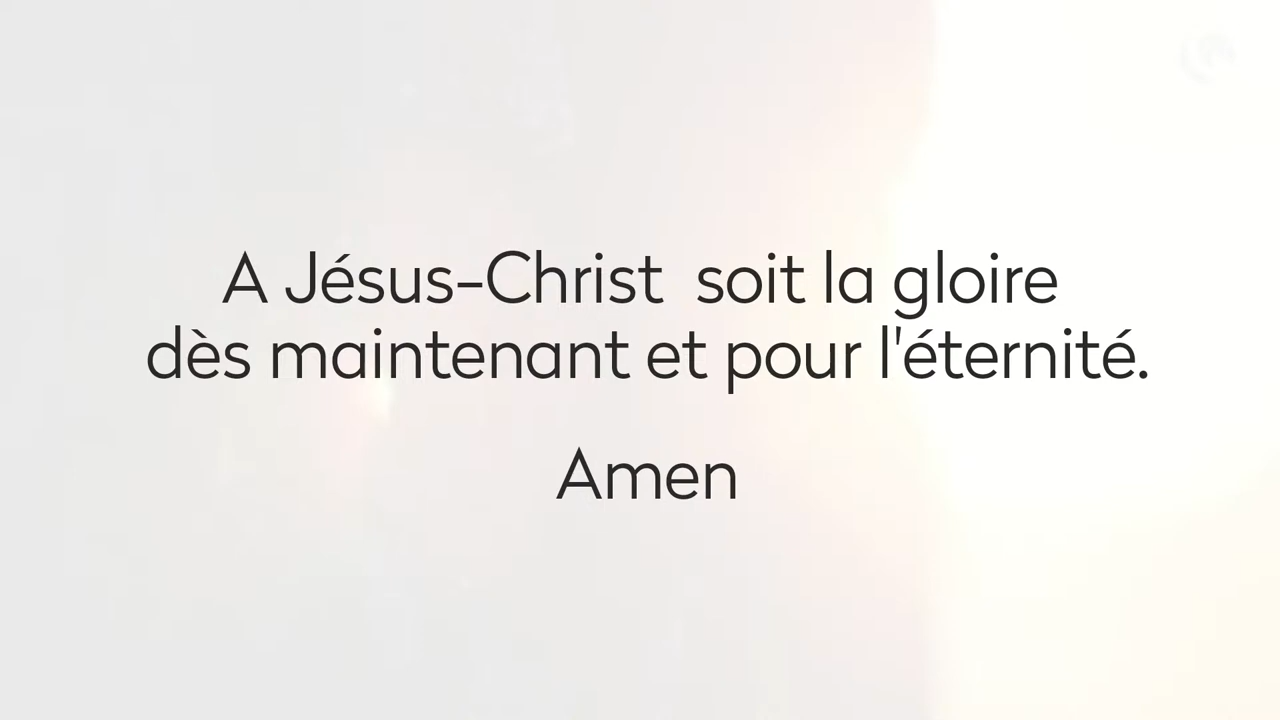 A Jésus-Christ  soit la gloire
dès maintenant et pour l'éternité.
Amen